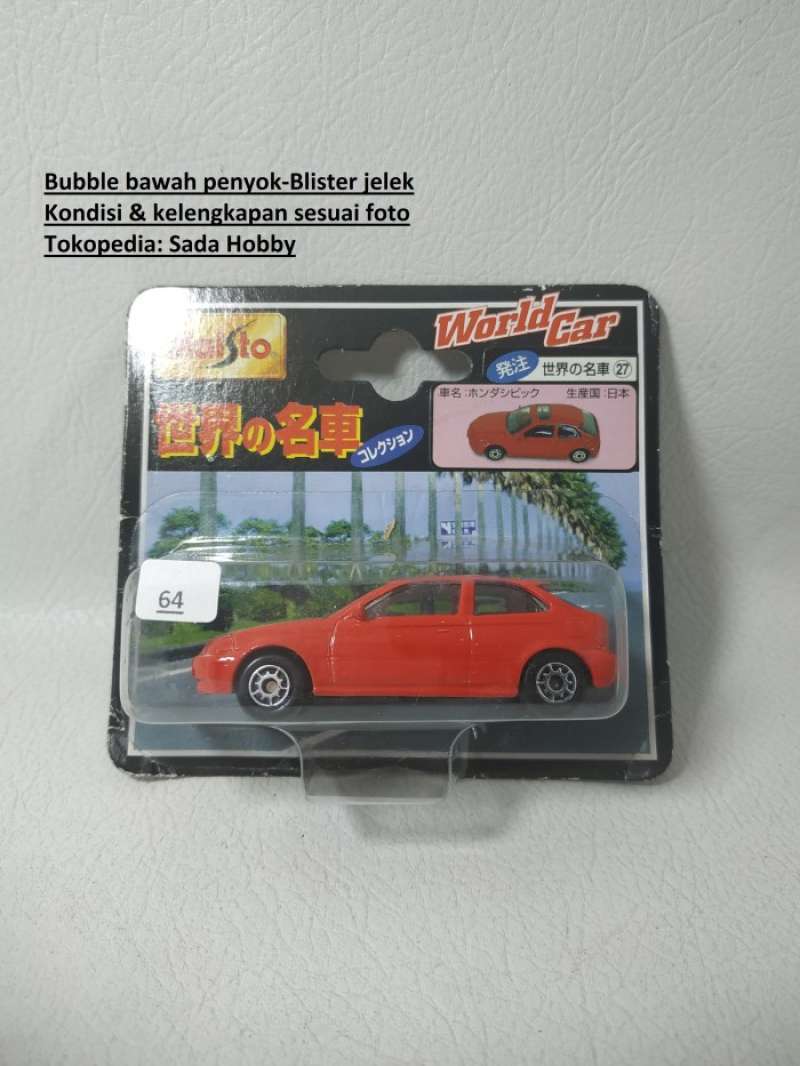 Bubble bawah penyok-Blister jelek
Kondisi & kelengkapan sesuai foto
Tokopedia: Sada Hobby
Maisto
World Car
発注 世界の名車 27
車名:ホンダシビック 生産国:日本
世界の名車
コレクション
64